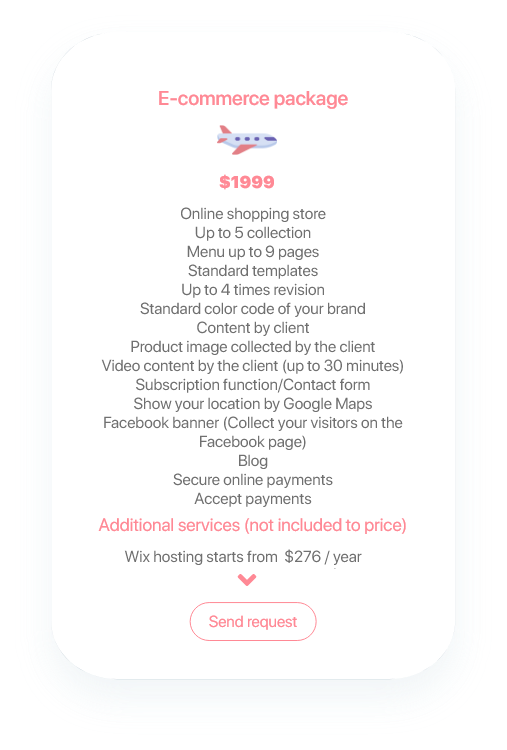 E-commerce package
$1999
Online shopping store
Up to 5 collection
Menu up to 9 pages
Standard templates
Up to 4 times revision
Standard color code of your brand
Content by client
Product image collected by the client
Video content by the client (up to 30 minutes)
Subscription function/Contact form
Show your location by Google Maps
Facebook banner (Collect your visitors on the
Facebook page)
Blog
Secure online payments
Accept payments
Additional services (not included to price)
Wix hosting starts from $276 / year
Send request